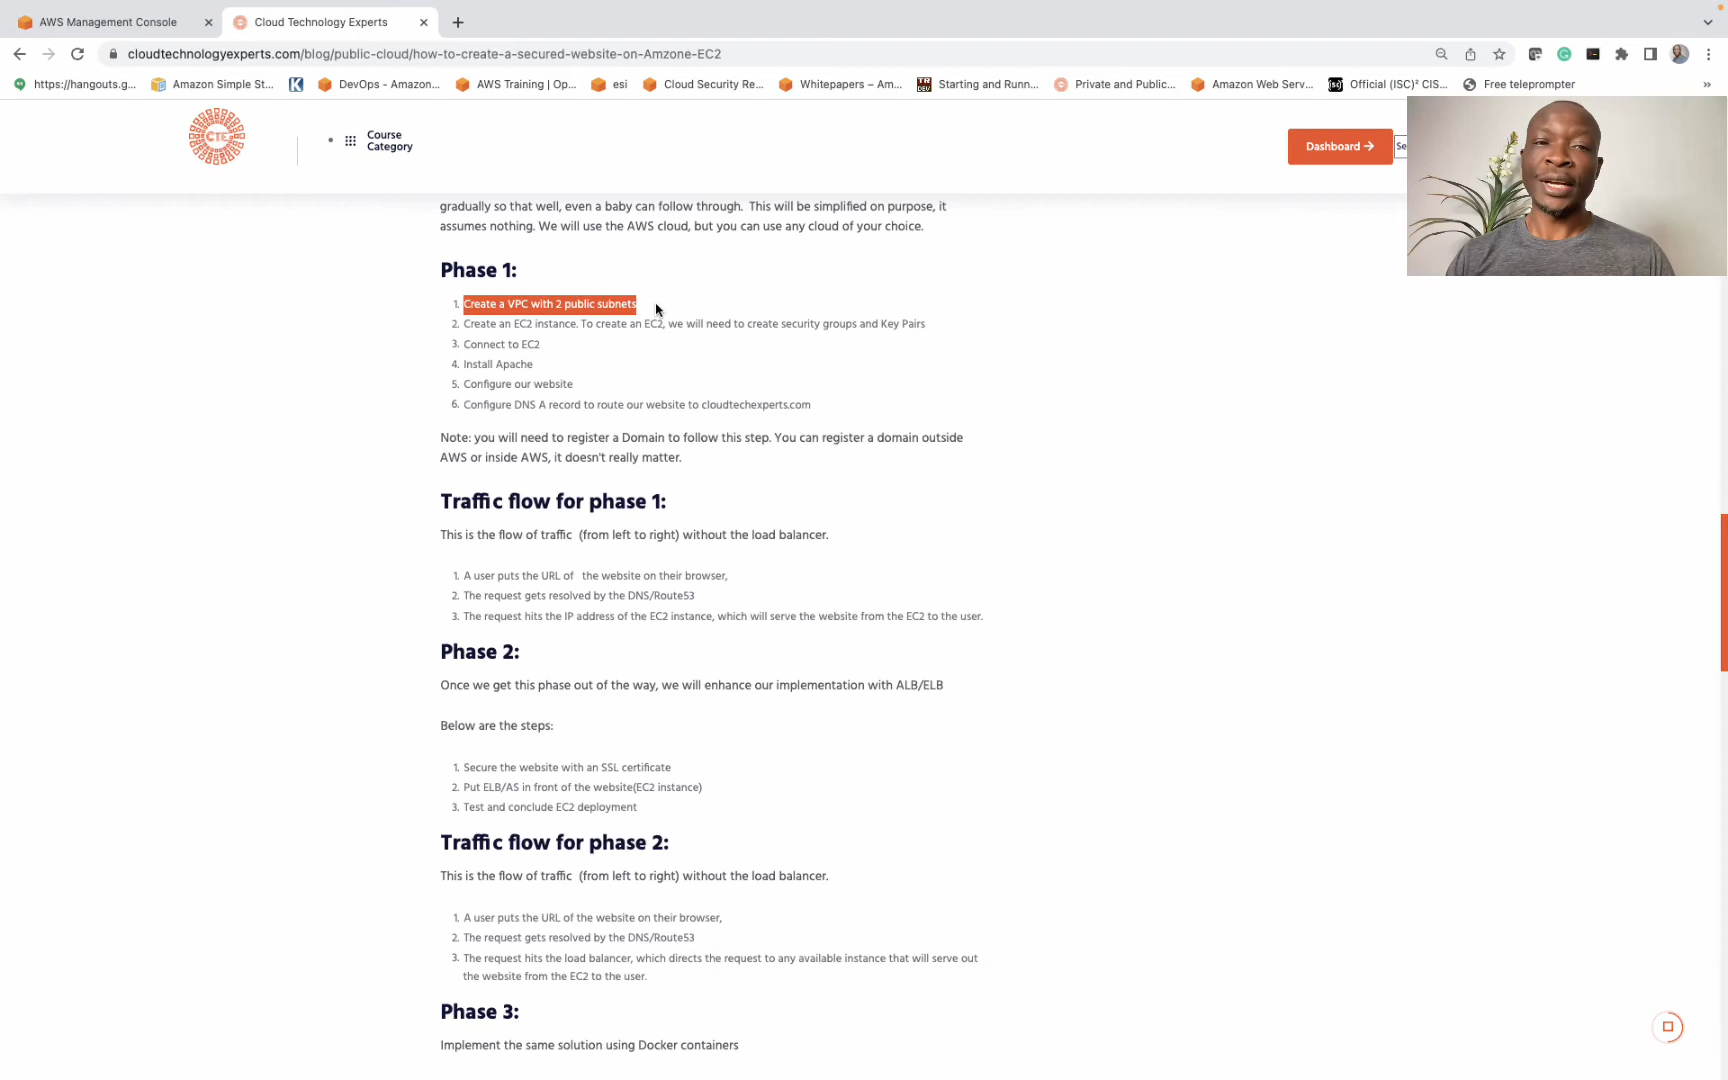 AWS Management Console
Cloud Technology Experts
cloudtechnologyexperts.com/blog/public-cloud/how-to-create-a-secured-website-on-Amzone-EC2
https://hangouts.g... Amazon Simple St... DevOps - Amazon... AWS Training | Op... esi Cloud Security Re... Whitepapers – Am... Starting and Runn... Private and Public... Amazon Web Serv... Official (ISC)² CIS... Free teleprompter »
CTE
Course
Category
Dashboard →
Se
gradually so that well, even a baby can follow through.  This will be simplified on purpose, it
assumes nothing. We will use the AWS cloud, but you can use any cloud of your choice.
Phase 1:
1. Create a VPC with 2 public subnets
2. Create an EC2 instance. To create an EC2, we will need to create security groups and Key Pairs
3. Connect to EC2
4. Install Apache
5. Configure our website
6. Configure DNS A record to route our website to cloudtechexperts.com
Note: you will need to register a Domain to follow this step. You can register a domain outside
AWS or inside AWS, it doesn't really matter.
Traffic flow for phase 1:
This is the flow of traffic  (from left to right) without the load balancer.
1. A user puts the URL of  the website on their browser,
2. The request gets resolved by the DNS/Route53
3. The request hits the IP address of the EC2 instance, which will serve the website from the EC2 to the user.
Phase 2:
Once we get this phase out of the way, we will enhance our implementation with ALB/ELB
Below are the steps:
1. Secure the website with an SSL certificate
2. Put ELB/AS in front of the website(EC2 instance)
3. Test and conclude EC2 deployment
Traffic flow for phase 2:
This is the flow of traffic  (from left to right) without the load balancer.
1. A user puts the URL of the website on their browser,
2. The request gets resolved by the DNS/Route53
3. The request hits the load balancer, which directs the request to any available instance that will serve out
the website from the EC2 to the user.
Phase 3:
Implement the same solution using Docker containers